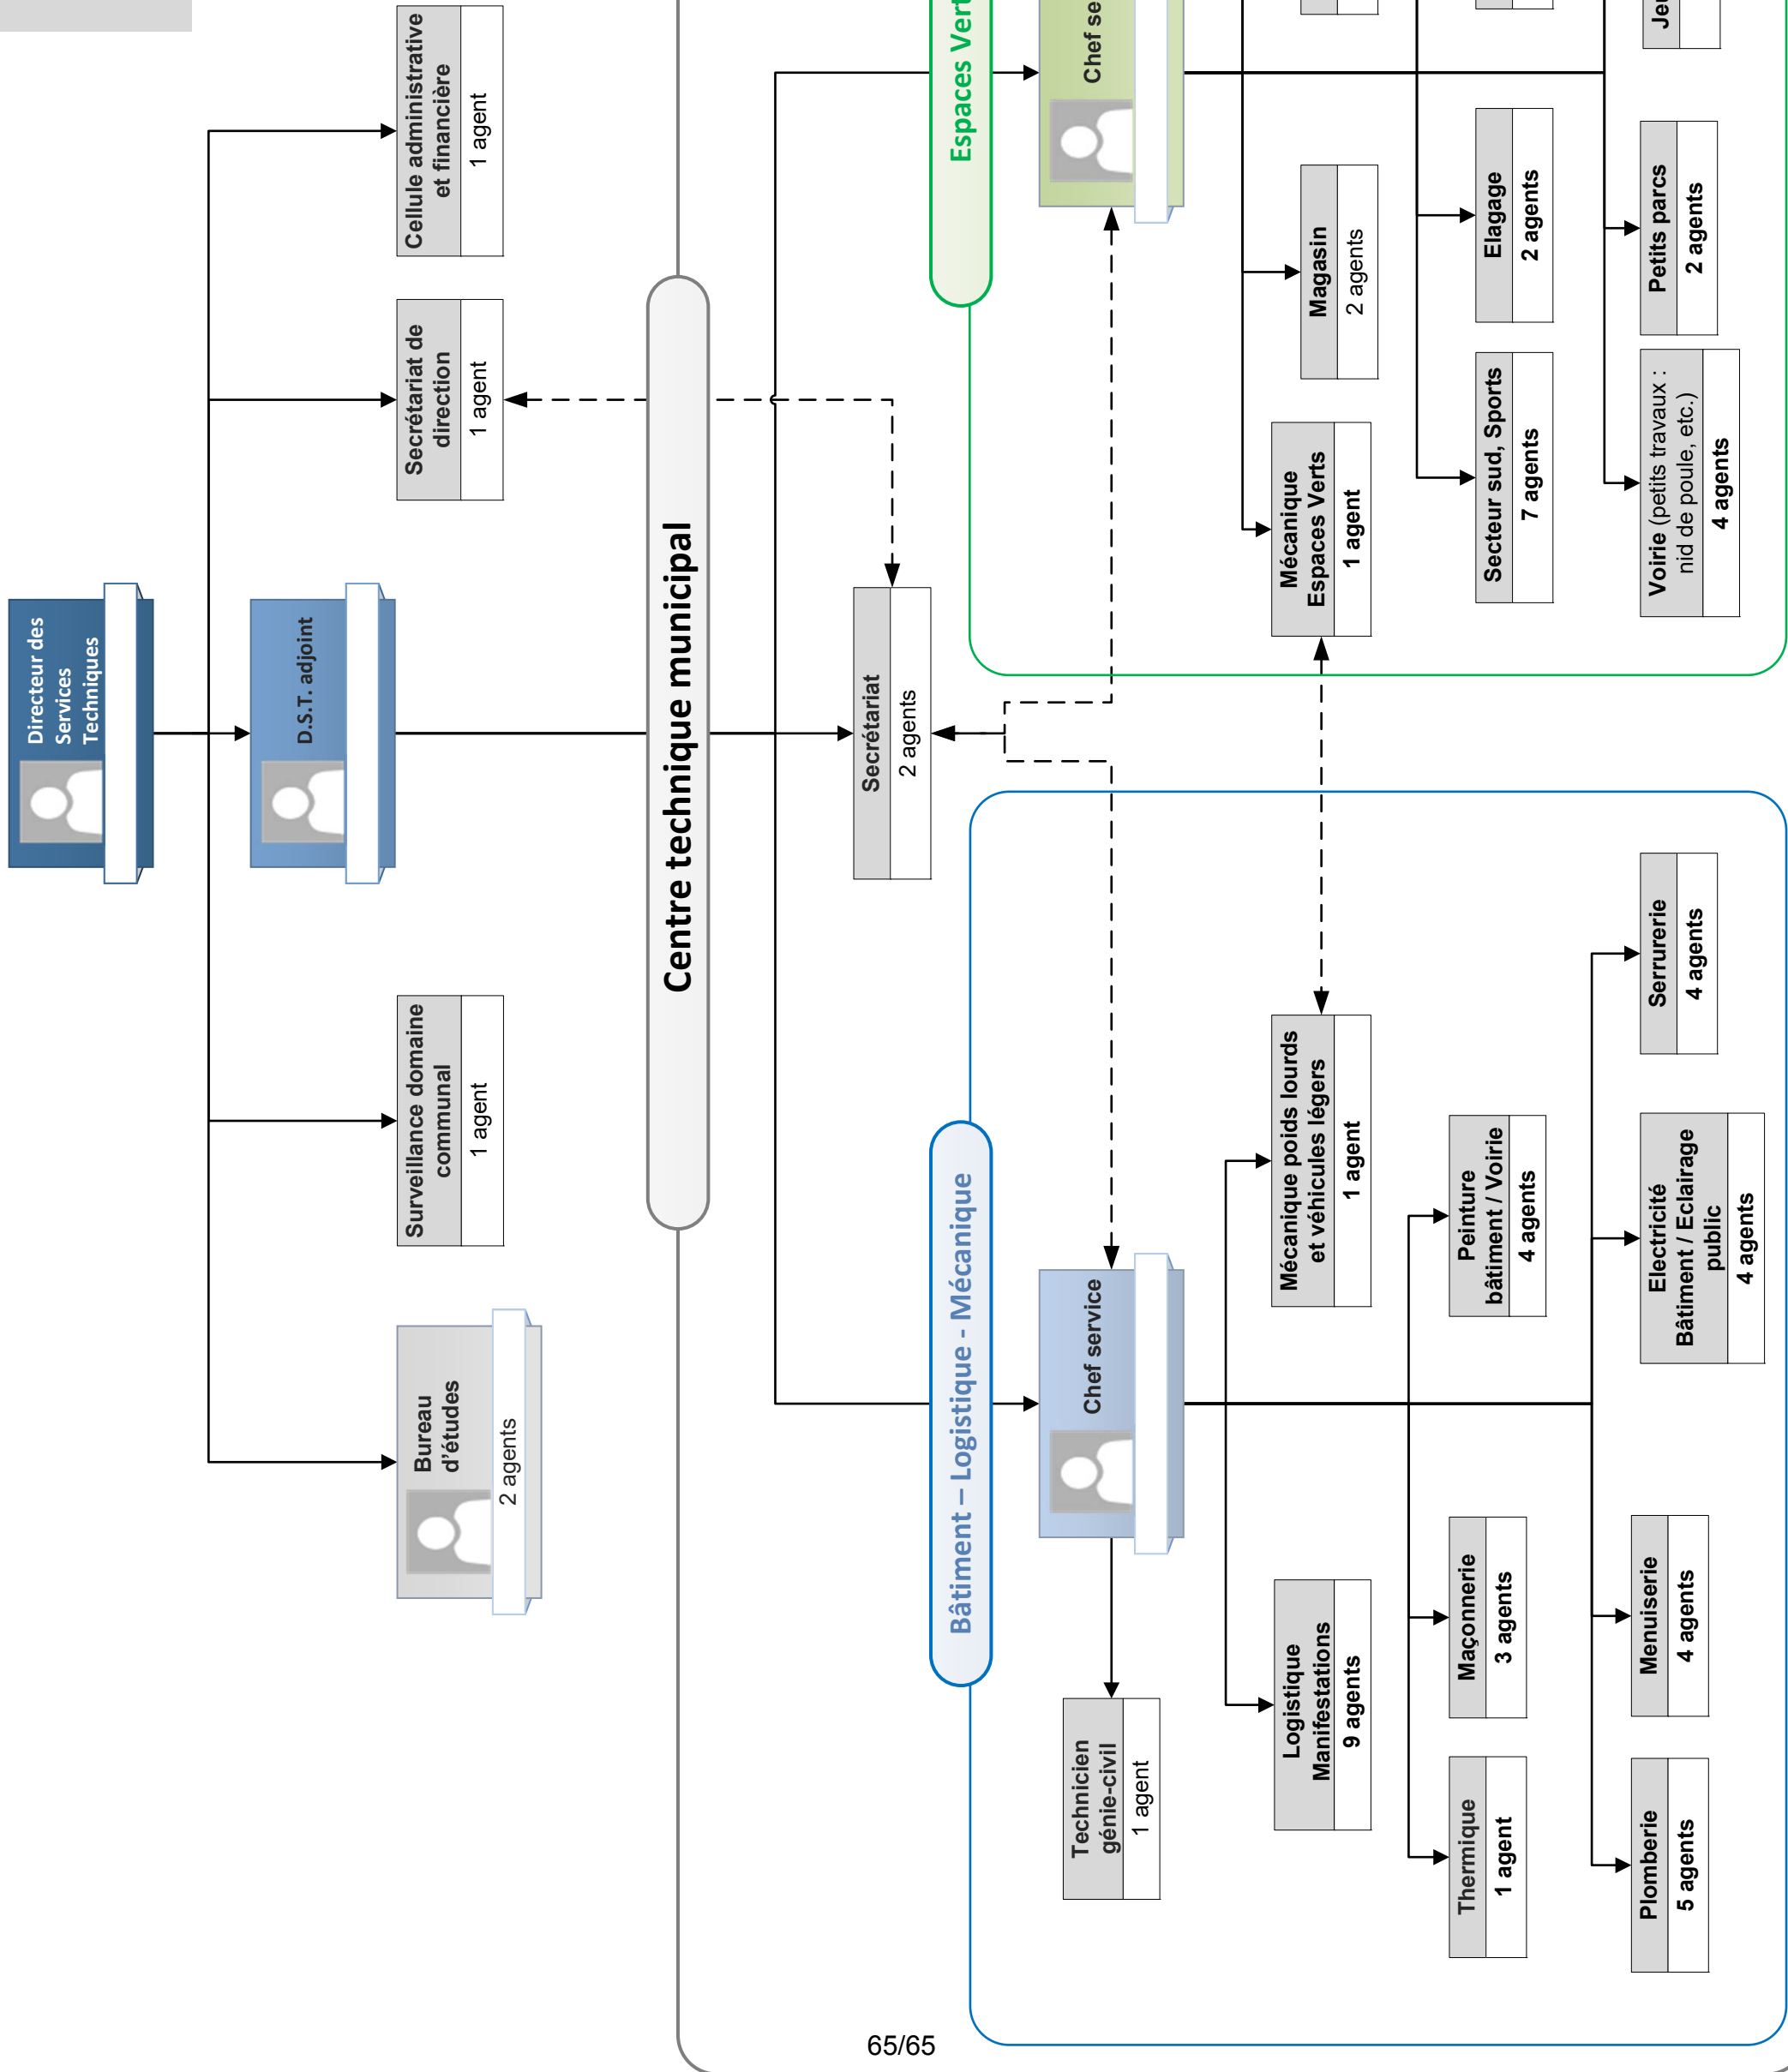 Directeur des
Services
Techniques
D.S.T. adjoint
Bureau
d'études
2 agents
Surveillance domaine
communal
1 agent
Secrétariat de
direction
1 agent
Cellule administrative
et financière
1 agent
Centre technique municipal
Secrétariat
2 agents
Bâtiment – Logistique - Mécanique
Chef service
Technicien
génie-civil
1 agent
Logistique
Manifestations
9 agents
Mécanique poids lourds
et véhicules légers
1 agent
Thermique
1 agent
Maçonnerie
3 agents
Peinture
bâtiment / Voirie
4 agents
Plomberie
5 agents
Menuiserie
4 agents
Electricité
Bâtiment / Eclairage
public
4 agents
Serrurerie
4 agents
Espaces Vert
Chef se
Mécanique
Espaces Verts
1 agent
Magasin
2 agents
Secteur sud, Sports
7 agents
Elagage
2 agents
Voirie (petits travaux :
nid de poule, etc.)
4 agents
Petits parcs
2 agents
Jeu
65/65